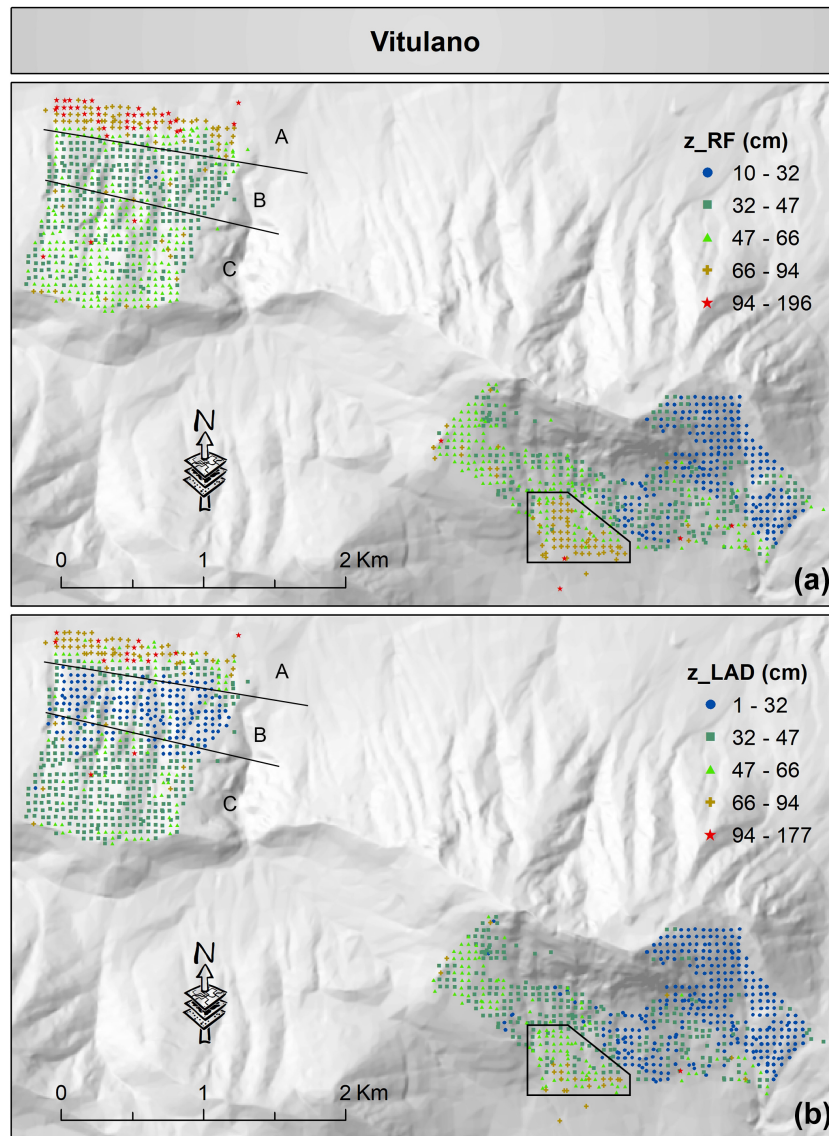 Vitulano
A
B
C
z_RF (cm)
10 - 32
32 - 47
47 - 66
66 - 94
94 - 196
N
0 1 2 Km
(a)
A
B
C
z_LAD (cm)
1 - 32
32 - 47
47 - 66
66 - 94
94 - 177
N
0 1 2 Km
(b)